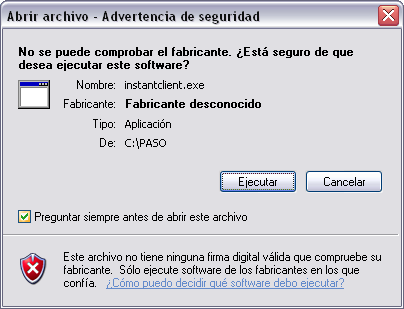 Abrir archivo - Advertencia de seguridad
No se puede comprobar el fabricante. ¿Está seguro de que
desea ejecutar este software?
Nombre: instantclient.exe
Fabricante: Fabricante desconocido
Tipo: Aplicación
De: C:\PASO
Ejecutar Cancelar
Preguntar siempre antes de abrir este archivo
Este archivo no tiene ninguna firma digital válida que compruebe su
fabricante. Sólo ejecute software de los fabricantes en los que
confía. ¿Cómo puedo decidir qué software debo ejecutar?